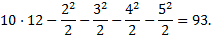 10 · 12 − 2²/2 − 3²/2 − 4²/2 − 5²/2 = 93.